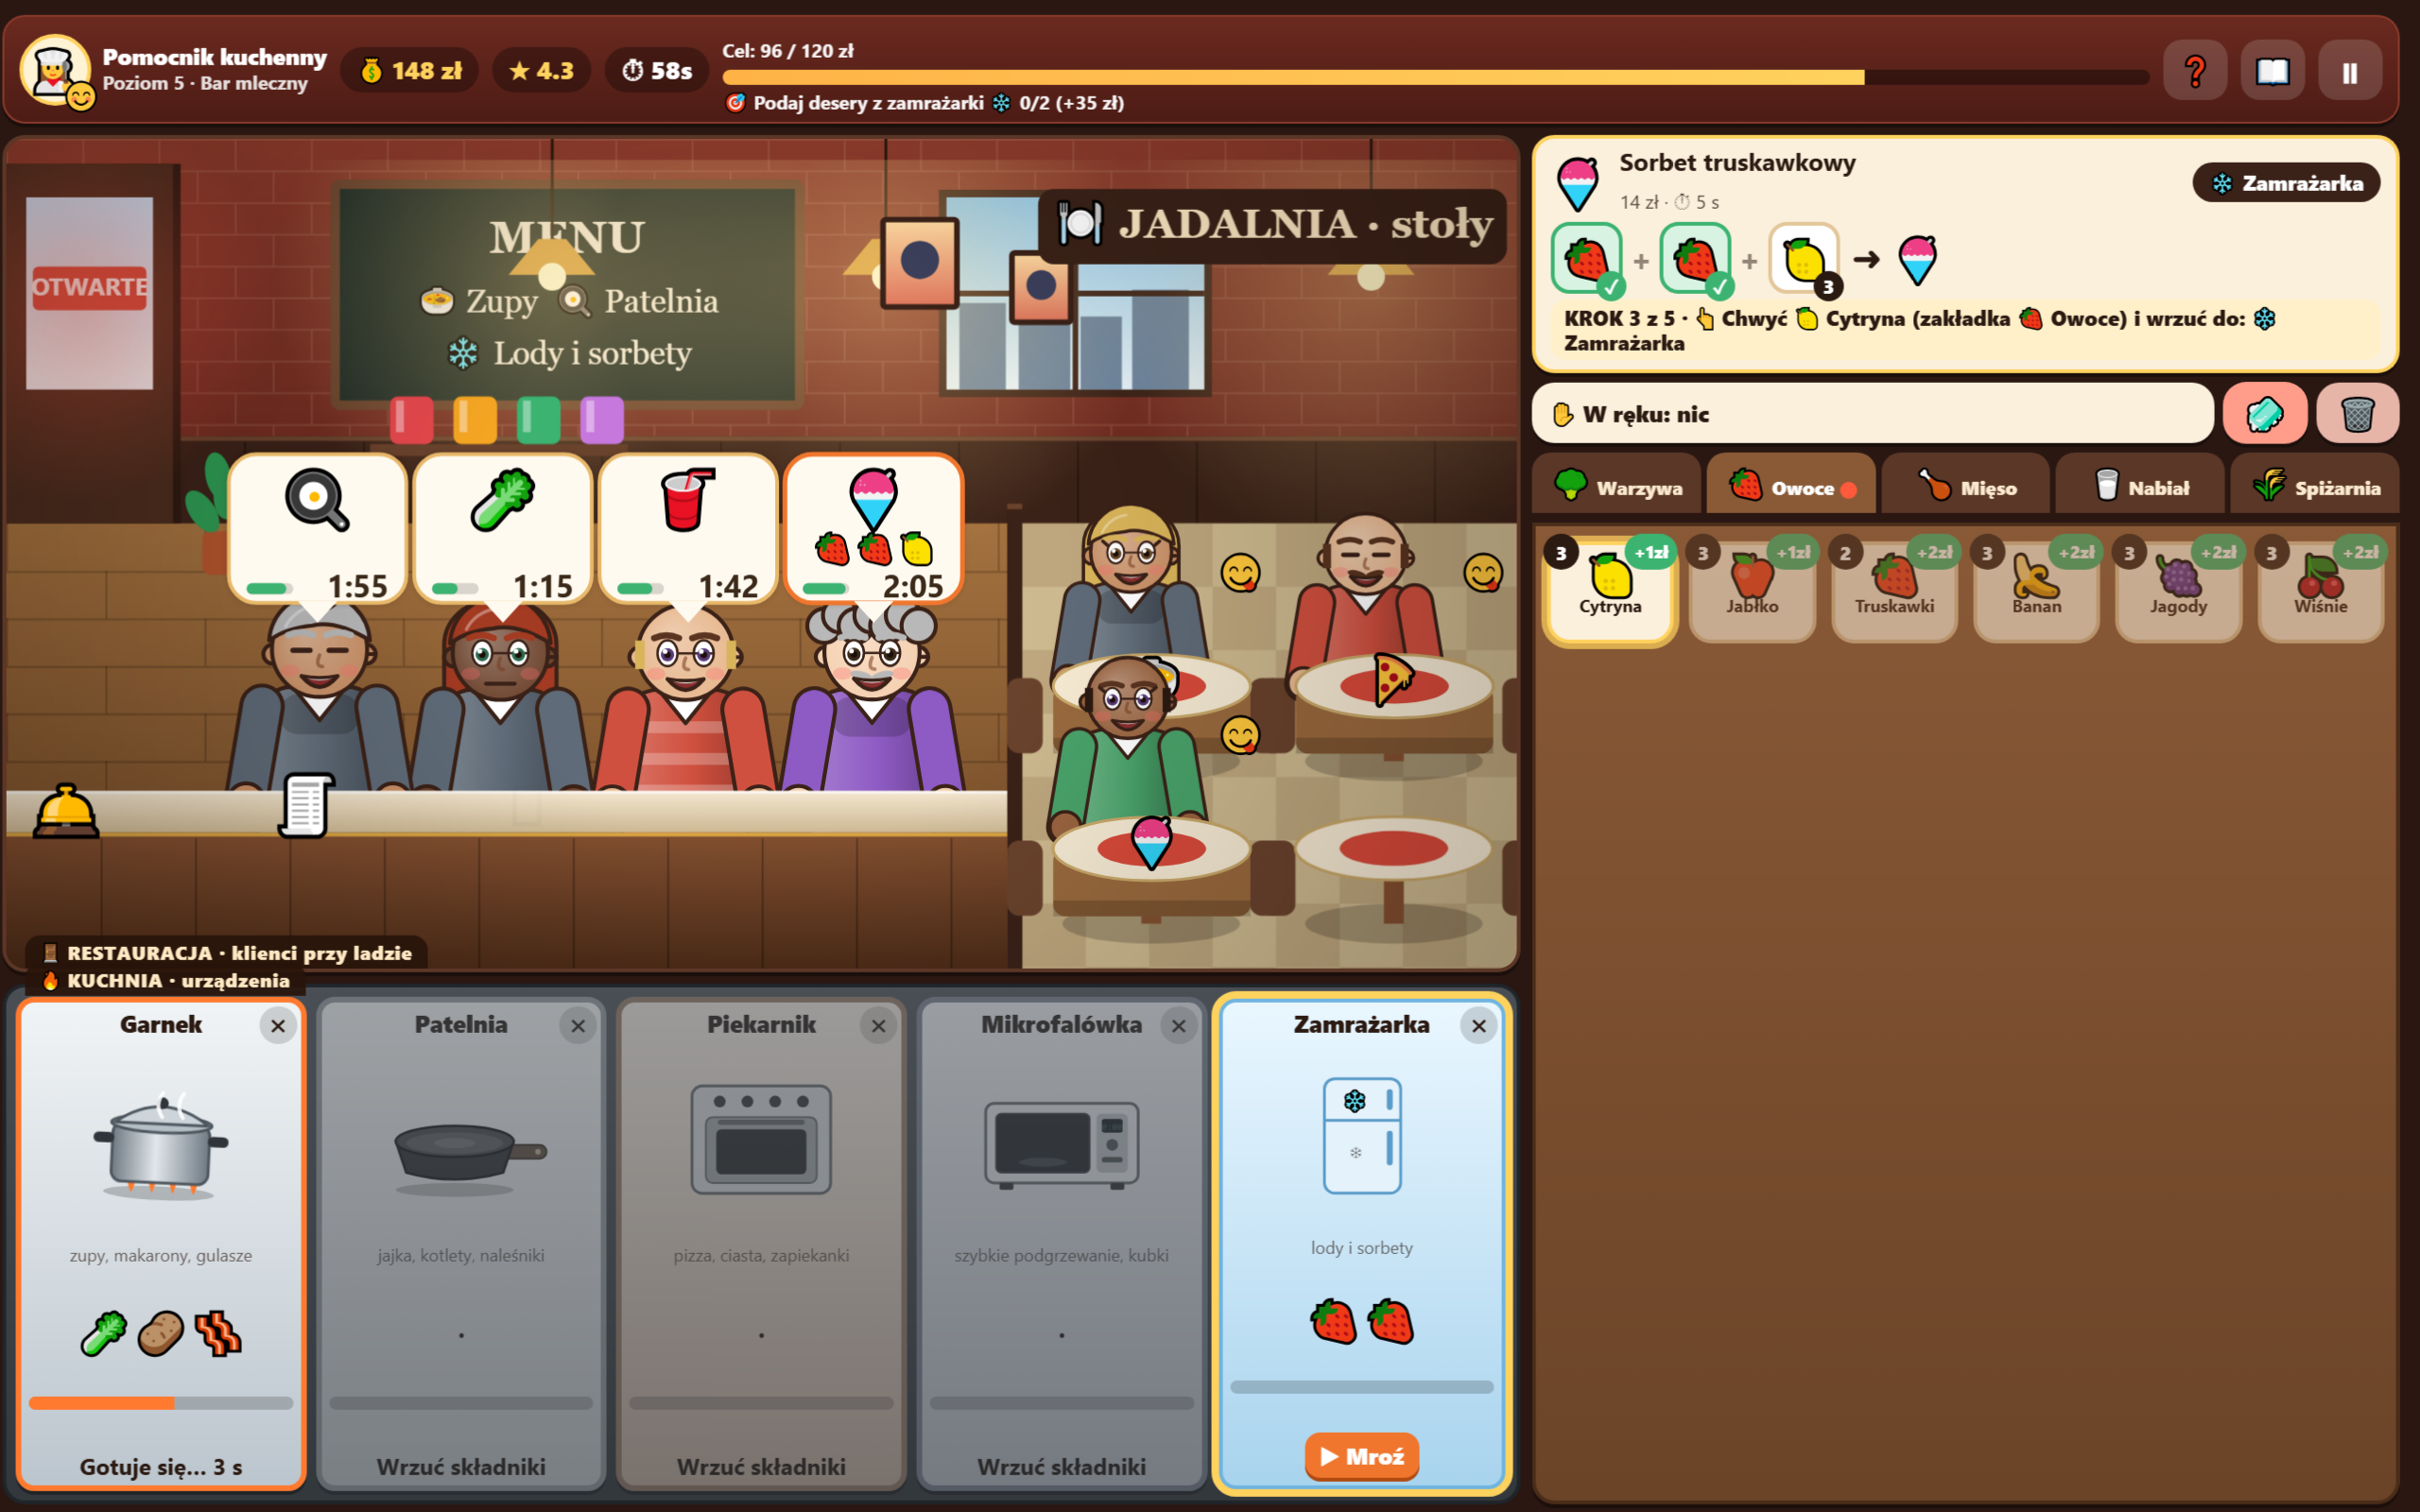 Pomocnik kuchenny
Poziom 5 · Bar mleczny
148 zł
★ 4.3
58s
Cel: 96 / 120 zł
Podaj desery z zamrażarki 0/2 (+35 zł)
OTWARTE
MENU
Zupy Patelnia
Lody i sorbety
JADALNIA · stoły
1:55
1:15
1:42
2:05
RESTAURACJA · klienci przy ladzie
KUCHNIA · urządzenia
Garnek
zupy, makarony, gulasze
Gotuje się... 3 s
Patelnia
jajka, kotlety, naleśniki
Wrzuć składniki
Piekarnik
pizza, ciasta, zapiekanki
Wrzuć składniki
Mikrofalówka
szybkie podgrzewanie, kubki
Wrzuć składniki
Zamrażarka
lody i sorbety
Mroź
Sorbet truskawkowy
14 zł · 5 s
Zamrażarka
3
KROK 3 z 5 · Chwyć Cytryna (zakładka Owoce) i wrzuć do:
Zamrażarka
W ręku: nic
Warzywa
Owoce
Mięso
Nabiał
Spiżarnia
3 +1zł
Cytryna
3 +1zł
Jabłko
2 +2zł
Truskawki
3 +2zł
Banan
3 +2zł
Jagody
3 +2zł
Wiśnie